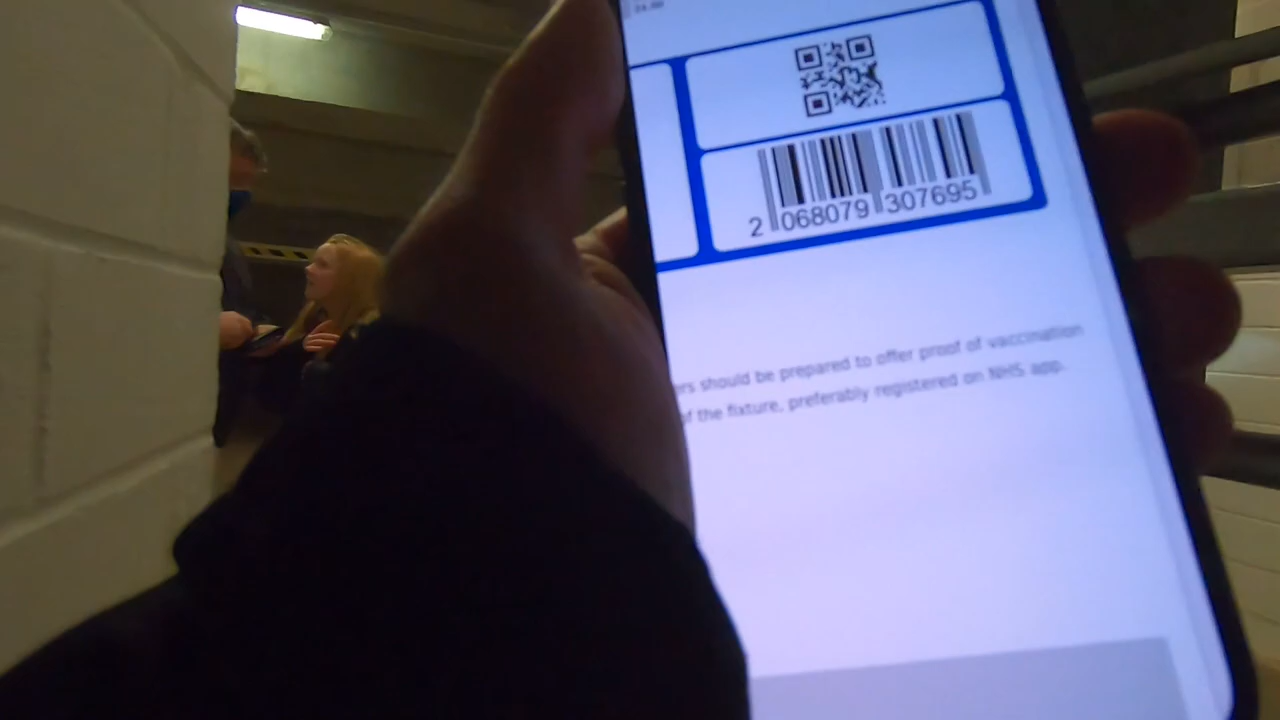 2 068079 307695
ers should be prepared to offer proof of vaccination
of the fixture, preferably registered on NHS app.